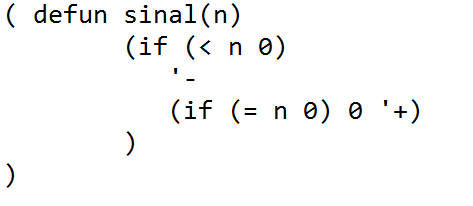 ( defun sinal(n)
(if (< n 0)
'-
(if (= n 0) 0 '+)
)
)